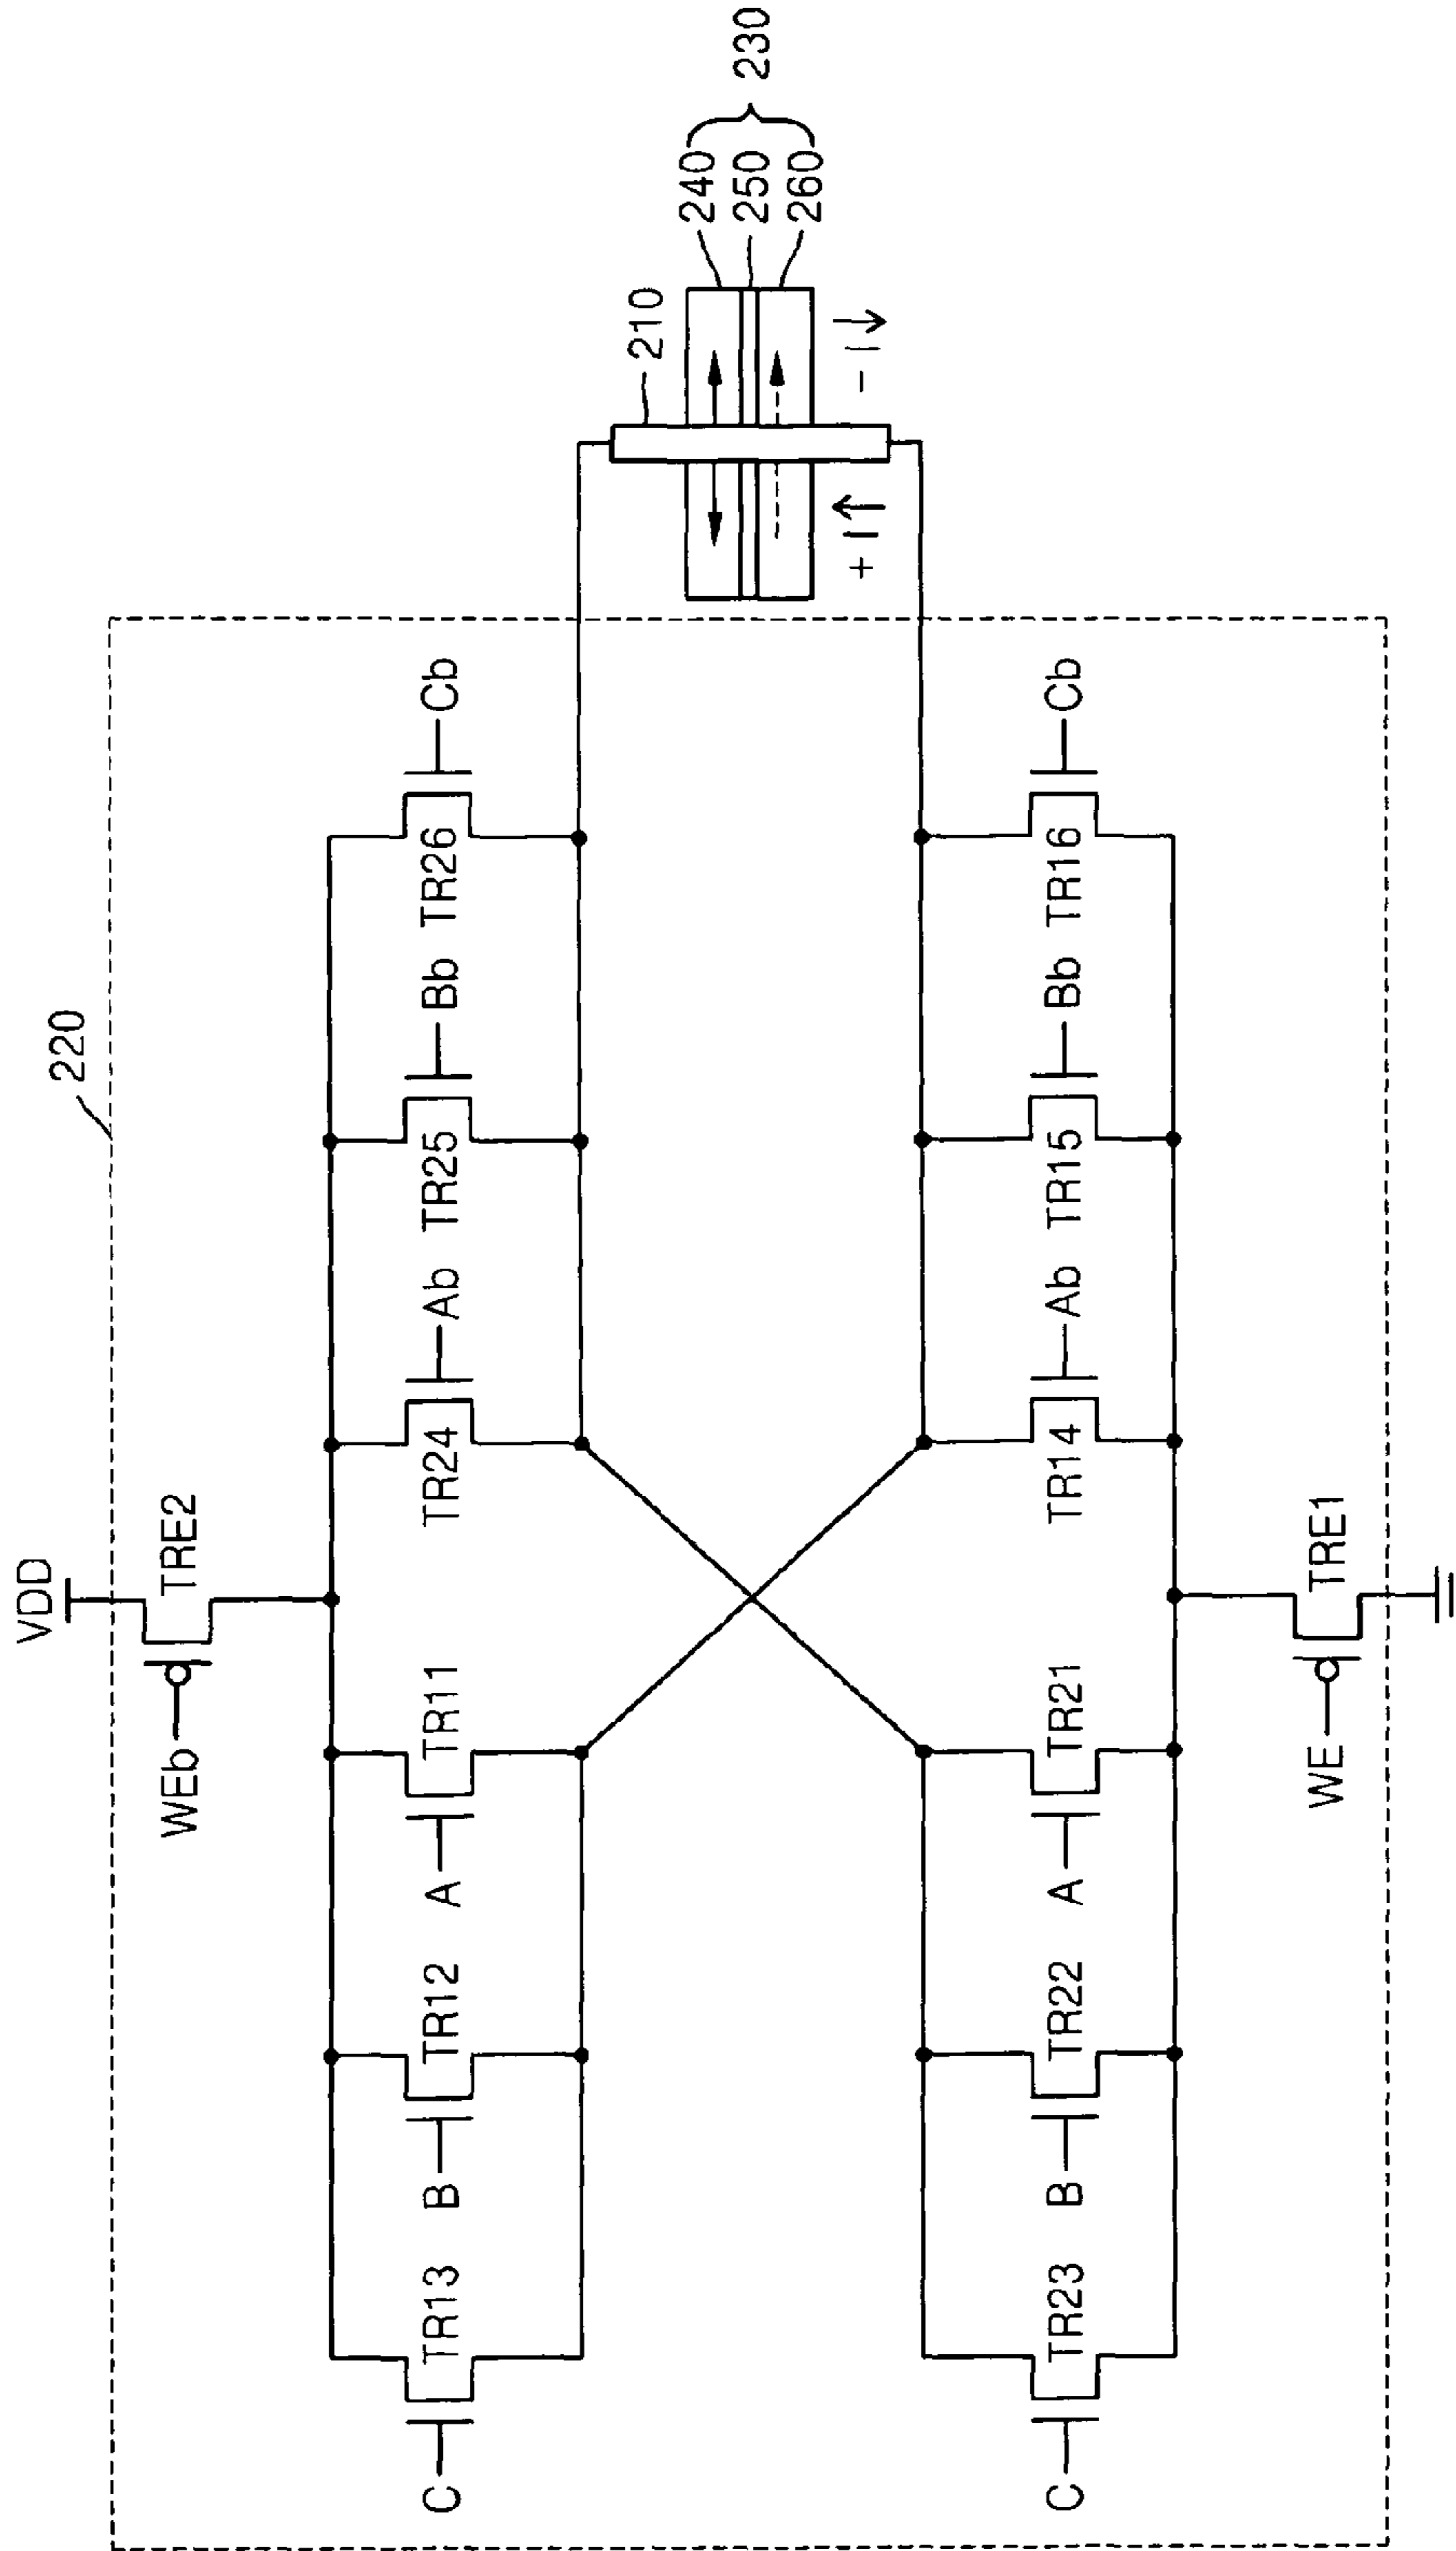 VDD
TRE2
WEb
220
C
TR13
B
TR12
A
TR11
TR24
Ab
TR25
Bb
TR26
Cb
210
240
250
260
230
+ I
- I
C
TR23
B
TR22
A
TR21
TR14
Ab
TR15
Bb
TR16
Cb
WE
TRE1